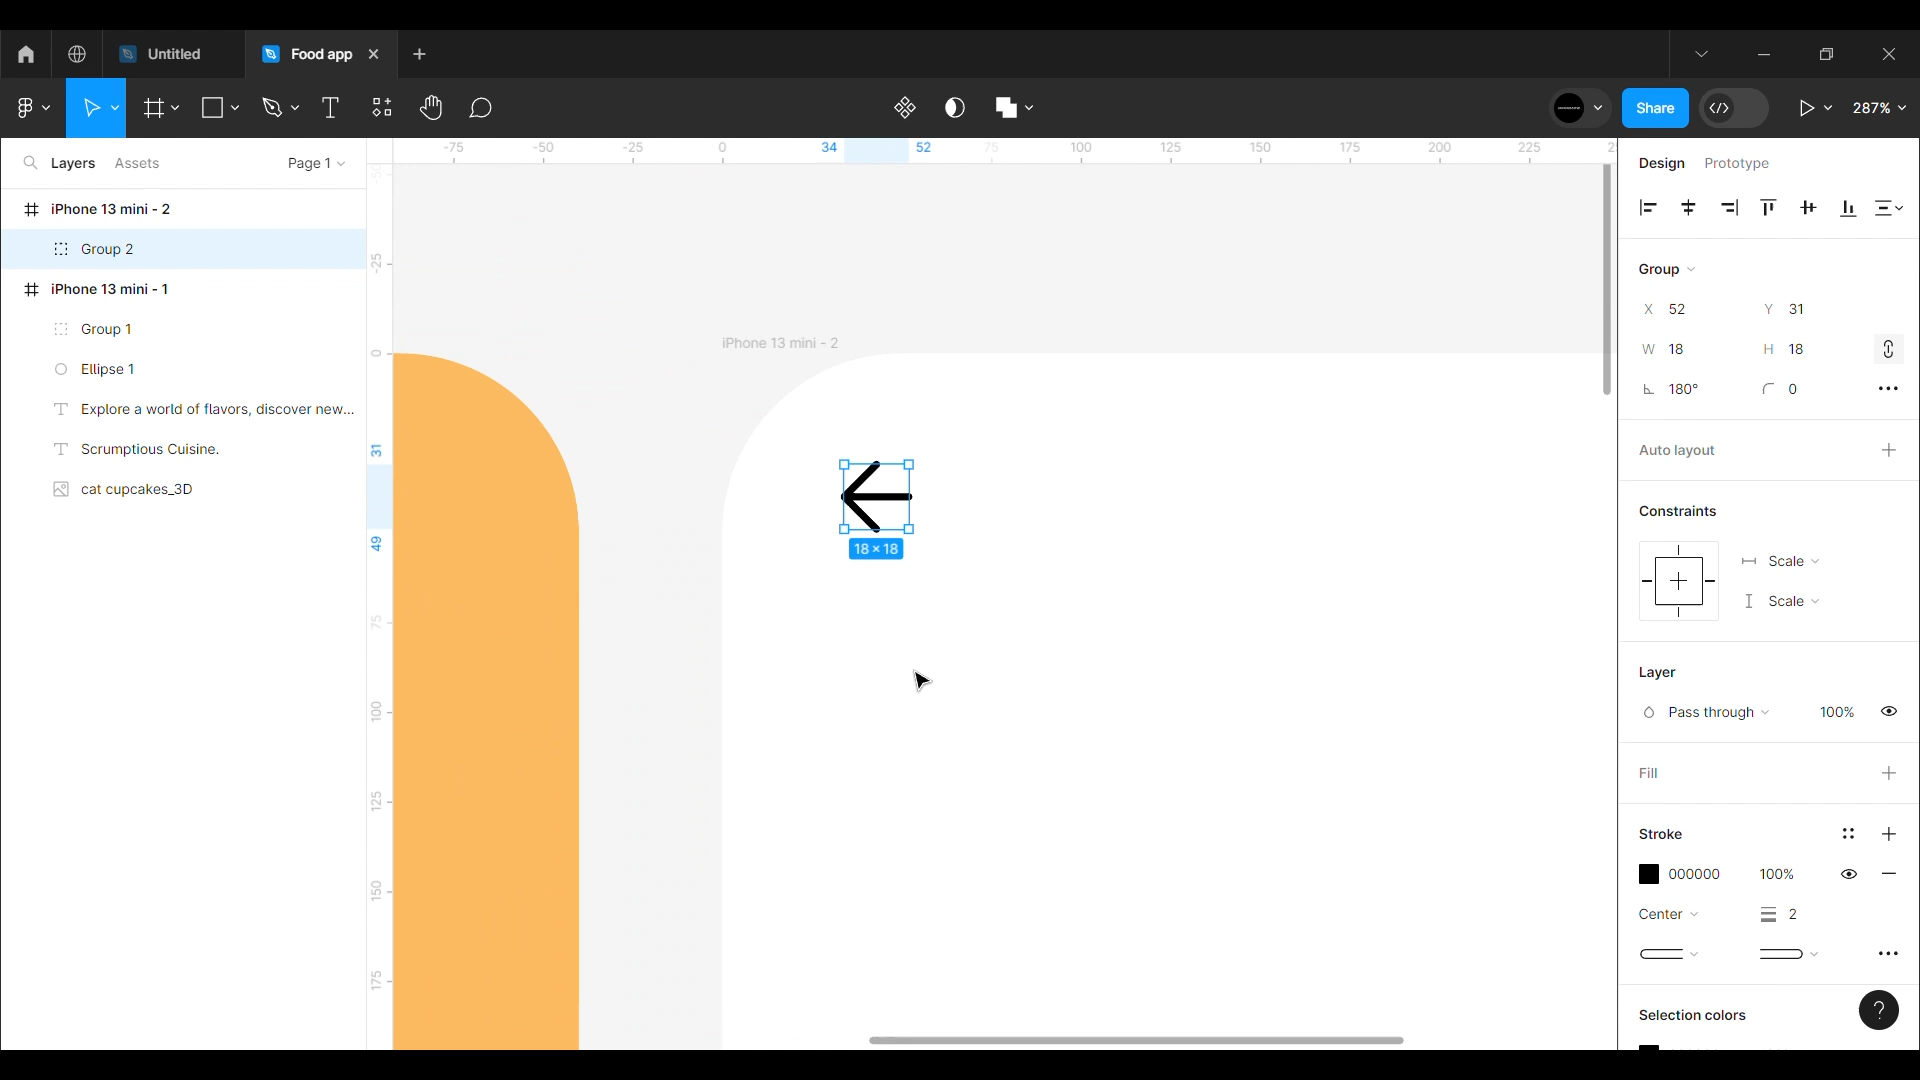 Untitled
Food app
Share
287%
Layers
Assets
Page 1
iPhone 13 mini - 2
Group 2
iPhone 13 mini - 1
Group 1
Ellipse 1
Explore a world of flavors, discover new...
Scrumptious Cuisine.
cat cupcakes_3D
-75 -50 -25 0 34 52 75 100 125 150 175 200 225
-25
0
31
49
75
100
125
150
175
iPhone 13 mini - 2
18 × 18
Design
Prototype
Group
X 52
Y 31
W 18
H 18
180°
0
Auto layout
Constraints
Scale
Scale
Layer
Pass through
100%
Fill
Stroke
000000
100%
Center
2
Selection colors
?